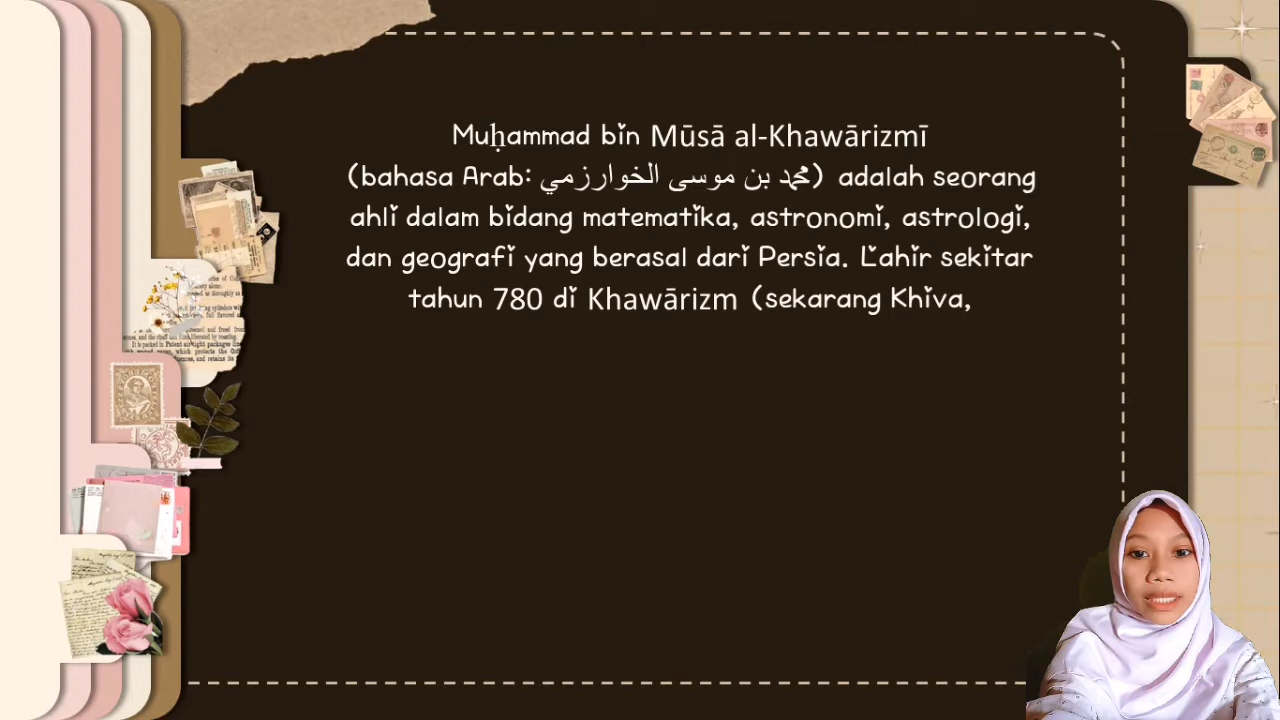 Muḥammad bin Mūsā al-Khawārizmī
(bahasa Arab: محمد بن موسى الخوارزمي) adalah seorang
ahli dalam bidang matematika, astronomi, astrologi,
dan geografi yang berasal dari Persia. Lahir sekitar
tahun 780 di Khawārizm (sekarang Khiva,